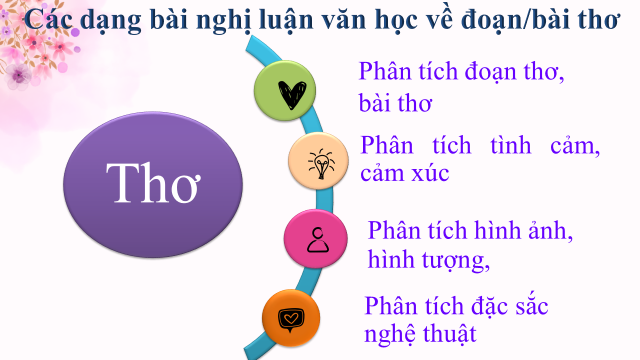 Các dạng bài nghị luận văn học về đoạn/bài thơ
Thơ
Phân tích đoạn thơ,
bài thơ
Phân tích tình cảm,
cảm xúc
Phân tích hình ảnh,
hình tượng,
Phân tích đặc sắc
nghệ thuật